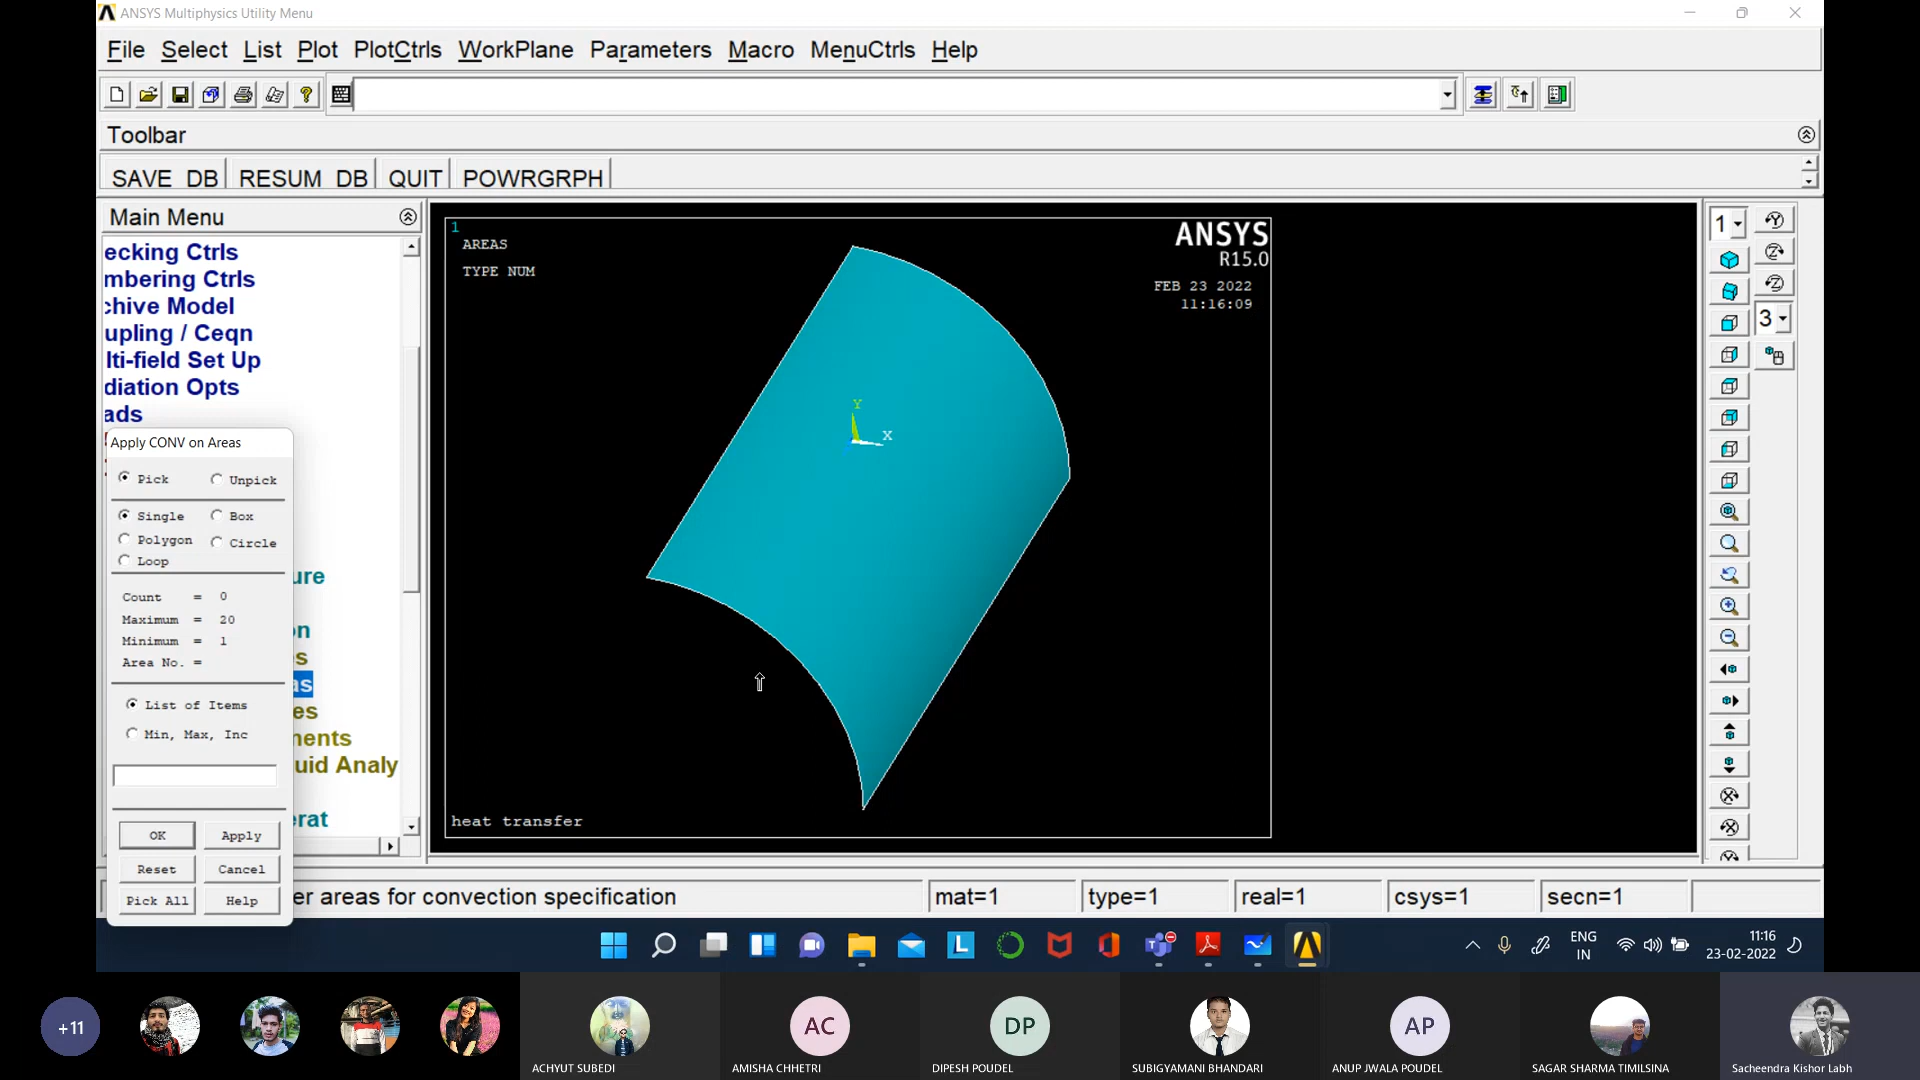 ANSYS Multiphysics Utility Menu
File Select List Plot PlotCtrls WorkPlane Parameters Macro MenuCtrls Help
Toolbar
SAVE_DB RESUM_DB QUIT POWRGRPH
Main Menu
ecking Ctrls
mbering Ctrls
chive Model
upling / Ceqn
lti-field Set Up
diation Opts
ads
Apply CONV on Areas
Pick Unpick
Single Box
Polygon Circle
Loop
Count = 0
Maximum = 20
Minimum = 1
Area No. =
List of Items
Min, Max, Inc
OK Apply
Reset Cancel
Pick All Help
ure
on
es
as
es
nents
uid Analy
erat
1
AREAS
TYPE NUM
ANSYS
R15.0
FEB 23 2022
11:16:09
Y
X
heat transfer
1
3
er areas for convection specification
mat=1 type=1 real=1 csys=1 secn=1
ENG
IN
11:16
23-02-2022
+11
AC DP AP
ACHYUT SUBEDI AMISHA CHHETRI DIPESH POUDEL SUBIGYAMANI BHANDARI ANUP JWALA POUDEL SAGAR SHARMA TIMILSINA Sacheendra Kishor Labh